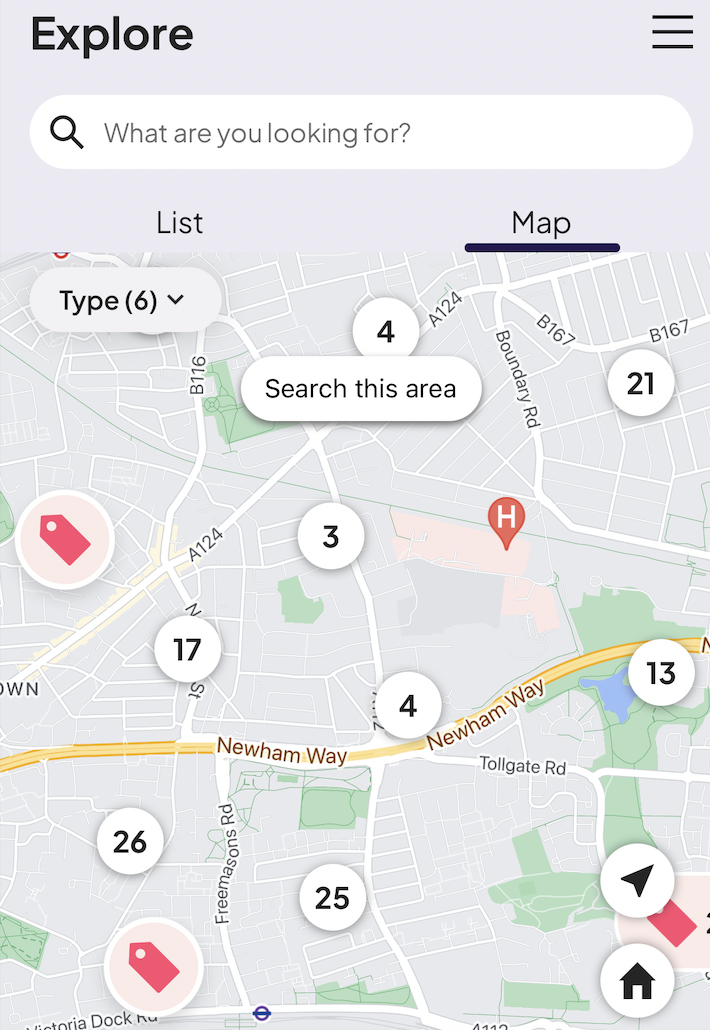 Explore
What are you looking for?
List
Map
Type (6)
4
A124
B167
B167
Boundary Rd
B116
Search this area
21
H
3
A124
17
St
OWN
13
4
Newham Way
Newham Way
Tollgate Rd
26
Freemasons Rd
25
Victoria Dock Rd
A112